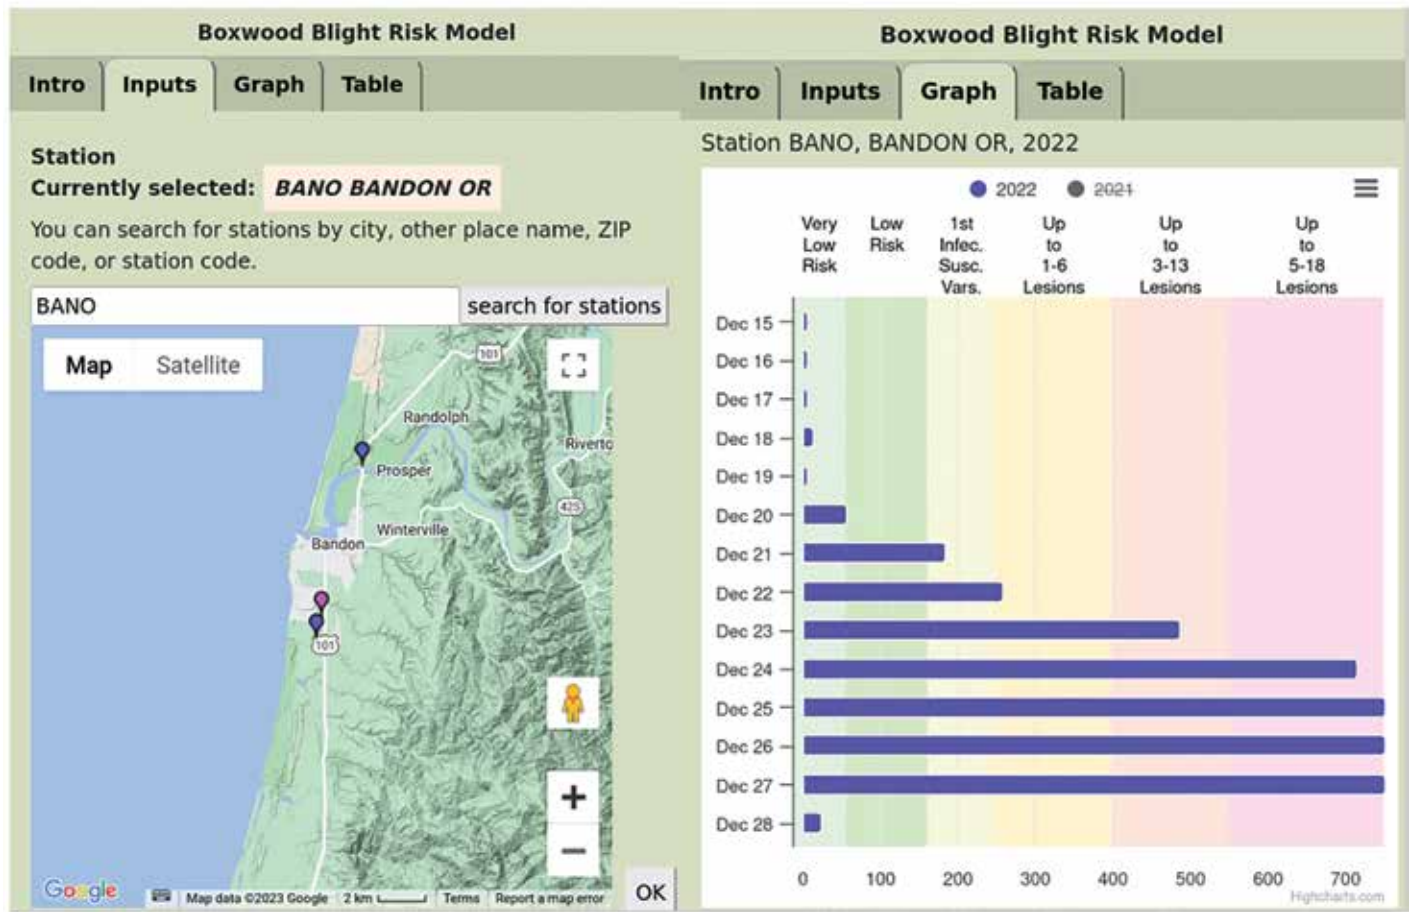 Boxwood Blight Risk Model
Intro Inputs Graph Table
Station
Currently selected: BANO BANDON OR
You can search for stations by city, other place name, ZIP
code, or station code.
BANO search for stations
Map Satellite
101
Randolph
Riverto
Prosper
425
Winterville
Bandon
101
+
−
Google Map data ©2023 Google 2 km Terms Report a map error
OK
Boxwood Blight Risk Model
Intro Inputs Graph Table
Station BANO, BANDON OR, 2022
2022 2021
Very Low 1st Up Up Up
Low Risk Infec. to to to
Risk Susc. 1-6 3-13 5-18
Vars. Lesions Lesions Lesions
Dec 15
Dec 16
Dec 17
Dec 18
Dec 19
Dec 20
Dec 21
Dec 22
Dec 23
Dec 24
Dec 25
Dec 26
Dec 27
Dec 28
0 100 200 300 400 500 600 700
Highcharts.com